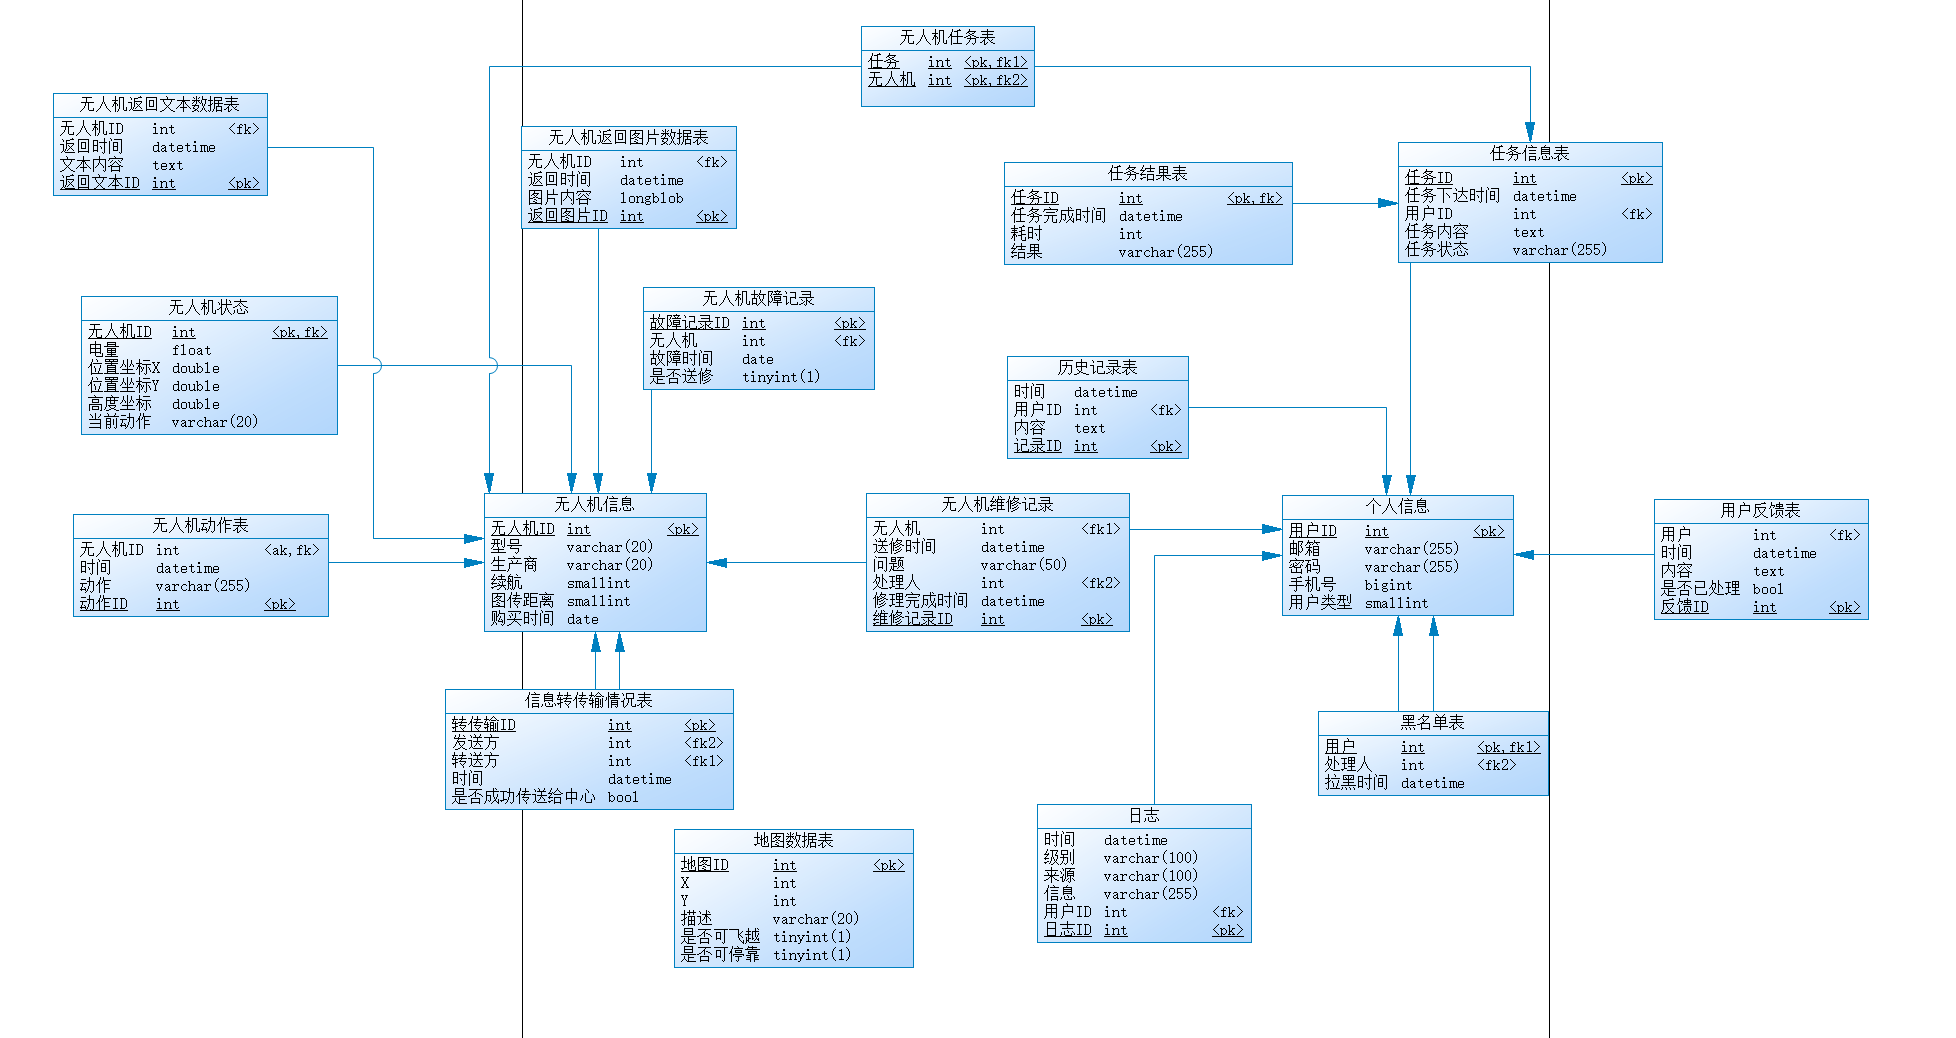 无人机任务表
任务 int <pk,fk1>
无人机 int <pk,fk2>
无人机返回文本数据表
无人机ID int <fk>
返回时间 datetime
文本内容 text
返回文本ID int <pk>
无人机返回图片数据表
无人机ID int <fk>
返回时间 datetime
图片内容 longblob
返回图片ID int <pk>
任务结果表
任务ID int <pk,fk>
任务完成时间 datetime
耗时 int
结果 varchar(255)
任务信息表
任务ID int <pk>
任务下达时间 datetime
用户ID int <fk>
任务内容 text
任务状态 varchar(255)
无人机状态
无人机ID int <pk,fk>
电量 float
位置坐标X double
位置坐标Y double
高度坐标 double
当前动作 varchar(20)
无人机故障记录
故障记录ID int <pk>
无人机 int <fk>
故障时间 date
是否送修 tinyint(1)
历史记录表
时间 datetime
用户ID int <fk>
内容 text
记录ID int <pk>
无人机动作表
无人机ID int <ak,fk>
时间 datetime
动作 varchar(255)
动作ID int <pk>
无人机信息
无人机ID int <pk>
型号 varchar(20)
生产商 varchar(20)
续航 smallint
图传距离 smallint
购买时间 date
无人机维修记录
无人机 int <fk1>
送修时间 datetime
问题 varchar(50)
处理人 int <fk2>
修理完成时间 datetime
维修记录ID int <pk>
个人信息
用户ID int <pk>
邮箱 varchar(255)
密码 varchar(255)
手机号 bigint
用户类型 smallint
用户反馈表
用户 int <fk>
时间 datetime
内容 text
是否已处理 bool
反馈ID int <pk>
信息转传输情况表
转传输ID int <pk>
发送方 int <fk2>
转送方 int <fk1>
时间 datetime
是否成功传送给中心 bool
黑名单表
用户 int <pk,fk1>
处理人 int <fk2>
拉黑时间 datetime
地图数据表
地图ID int <pk>
X int
Y int
描述 varchar(20)
是否可飞越 tinyint(1)
是否可停靠 tinyint(1)
日志
时间 datetime
级别 varchar(100)
来源 varchar(100)
信息 varchar(255)
用户ID int <fk>
日志ID int <pk>